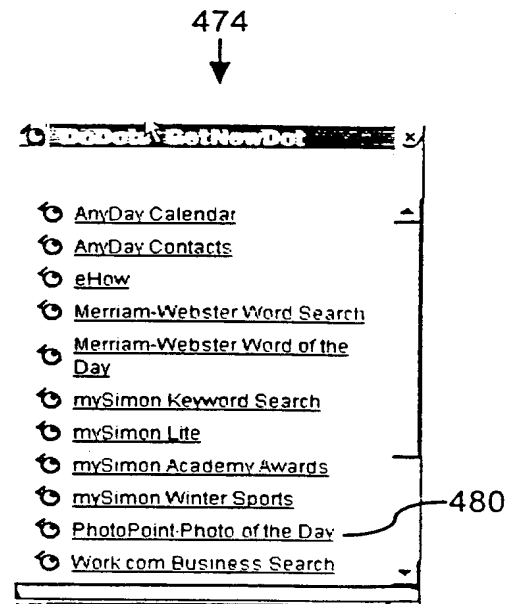 474
DoDots GetNewDot
AnyDay Calendar
AnyDay Contacts
eHow
Merriam-Webster Word Search
Merriam-Webster Word of the
Day
mySimon Keyword Search
mySimon Lite
mySimon Academy Awards
mySimon Winter Sports
PhotoPoint-Photo of the Day
480
Work.com Business Search